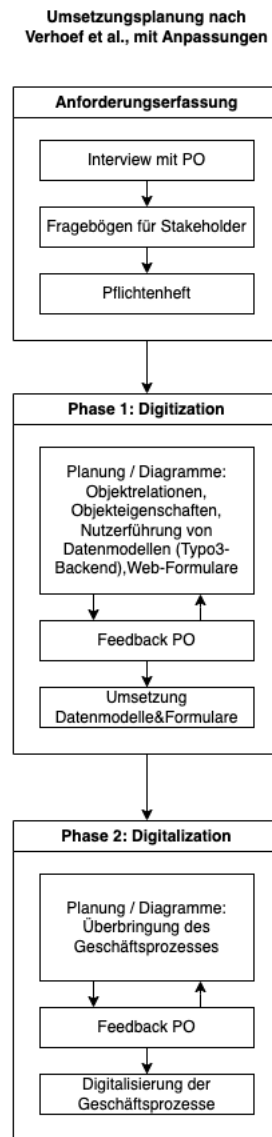 Umsetzungsplanung nach
Verhoef et al., mit Anpassungen
Anforderungserfassung
Interview mit PO
Fragebögen für Stakeholder
Pflichtenheft
Phase 1: Digitization
Planung / Diagramme:
Objektrelationen,
Objekteigenschaften,
Nutzerführung von
Datenmodellen (Typo3-
Backend),Web-Formulare
Feedback PO
Umsetzung
Datenmodelle&Formulare
Phase 2: Digitalization
Planung / Diagramme:
Überbringung des
Geschäftsprozesses
Feedback PO
Digitalisierung der
Geschäftsprozesse